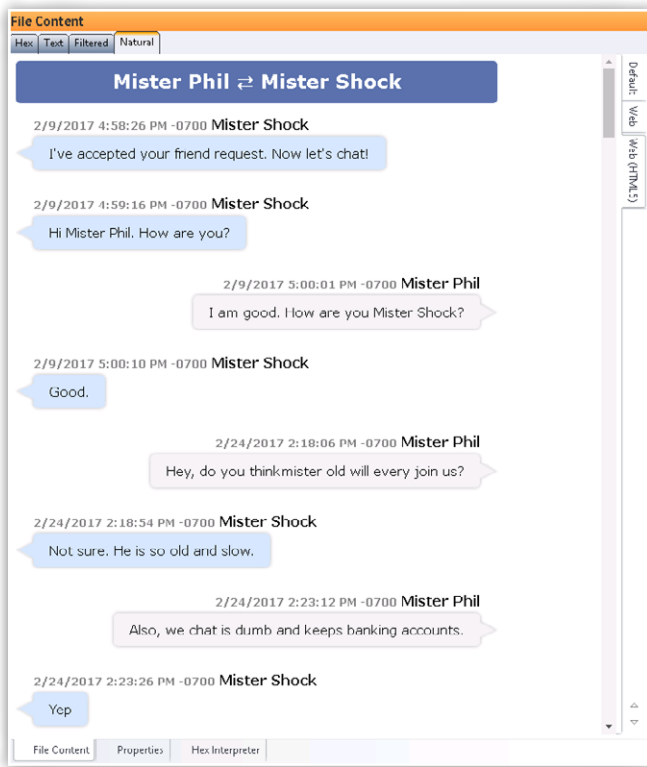 File Content
Hex Text Filtered Natural
Mister Phil ⇄ Mister Shock
2/9/2017 4:58:26 PM -0700 Mister Shock
I've accepted your friend request. Now let's chat!
2/9/2017 4:59:16 PM -0700 Mister Shock
Hi Mister Phil. How are you?
2/9/2017 5:00:01 PM -0700 Mister Phil
I am good. How are you Mister Shock?
2/9/2017 5:00:10 PM -0700 Mister Shock
Good.
2/24/2017 2:18:06 PM -0700 Mister Phil
Hey, do you thinkmister old will every join us?
2/24/2017 2:18:54 PM -0700 Mister Shock
Not sure. He is so old and slow.
2/24/2017 2:23:12 PM -0700 Mister Phil
Also, we chat is dumb and keeps banking accounts.
2/24/2017 2:23:26 PM -0700 Mister Shock
Yep
Default
Web
Web (HTML5)
File Content Properties Hex Interpreter